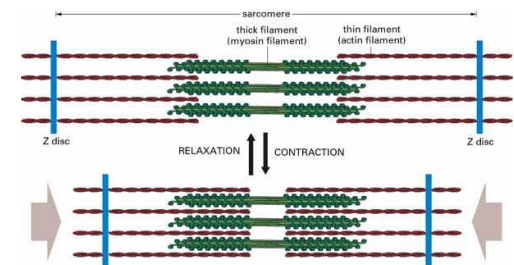 sarcomere
thick filament
(myosin filament)
thin filament
(actin filament)
Z disc
Z disc
RELAXATION
CONTRACTION